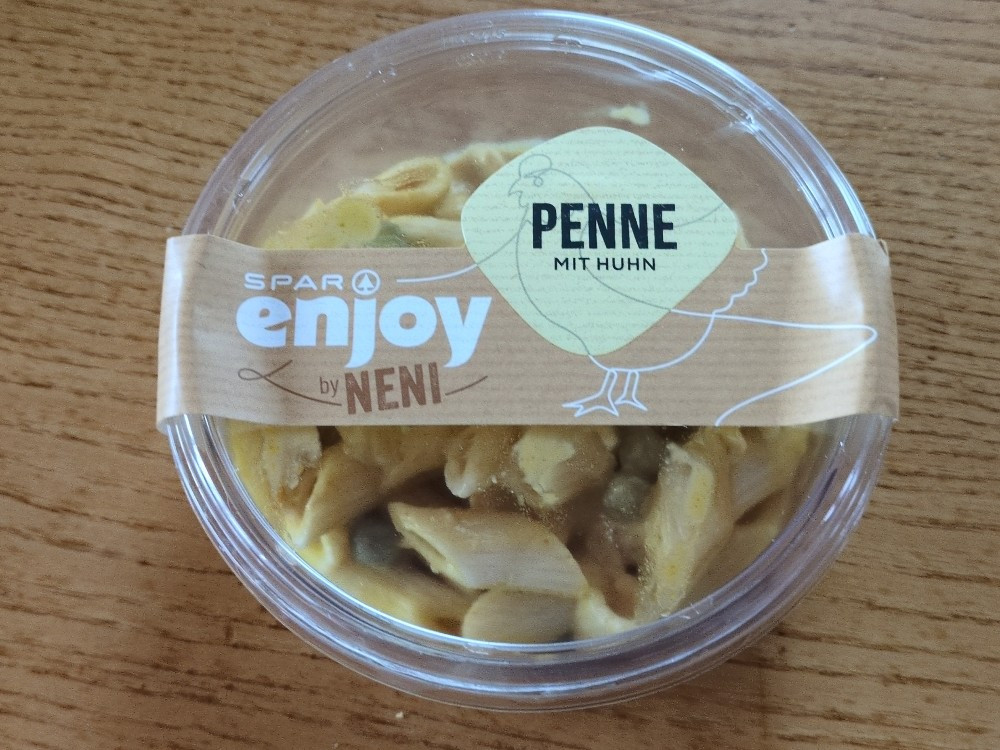 PENNE
MIT HUHN
SPAR
enjoy
by NENI